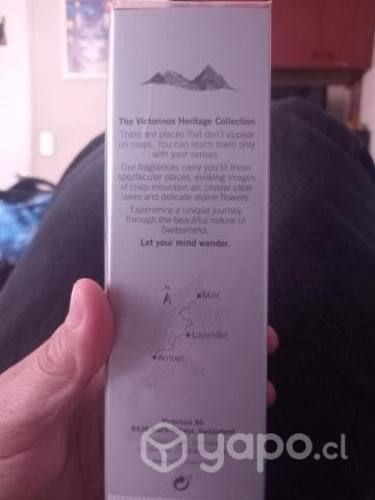 The Victorinox Heritage Collection
There are places that don't appear
on maps. You can reach them only
with your senses.
Our fragrances carry you to these
spectacular places, evoking images
of crisp mountain air, crystal clear
lakes and delicate alpine flowers.
Experience a unique journey
through the beautiful nature of
Switzerland.
Let your mind wander.
N
Mint
Lavender
Amber
Victorinox AG
Switzerland
yapo.cl